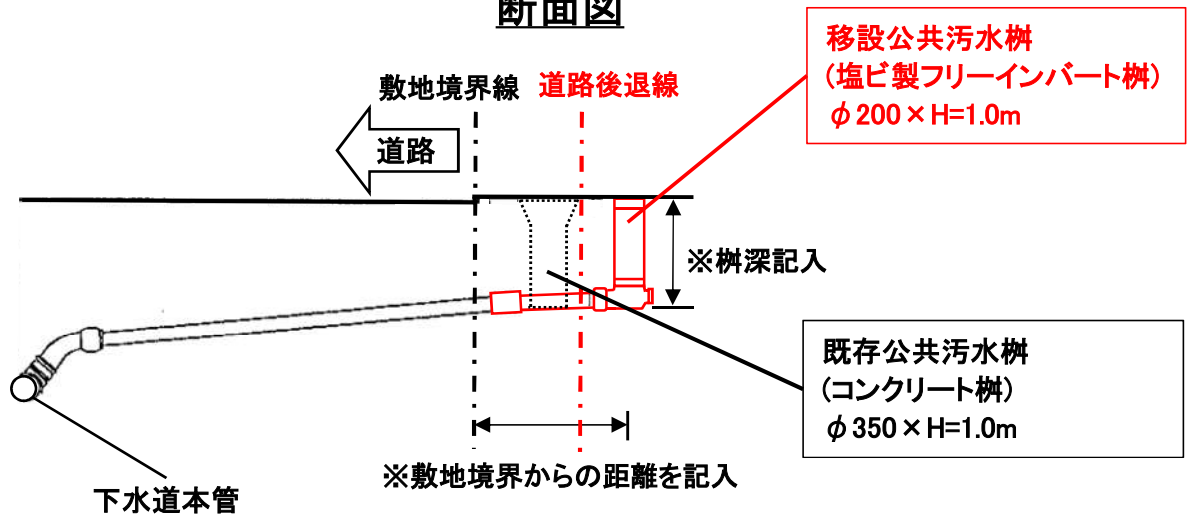 断面図
移設公共汚水桝
(塩ビ製フリーインバート桝)
φ200×H=1.0m
敷地境界線
道路後退線
道路
※桝深記入
既存公共汚水桝
(コンクリート桝)
φ350×H=1.0m
※敷地境界からの距離を記入
下水道本管